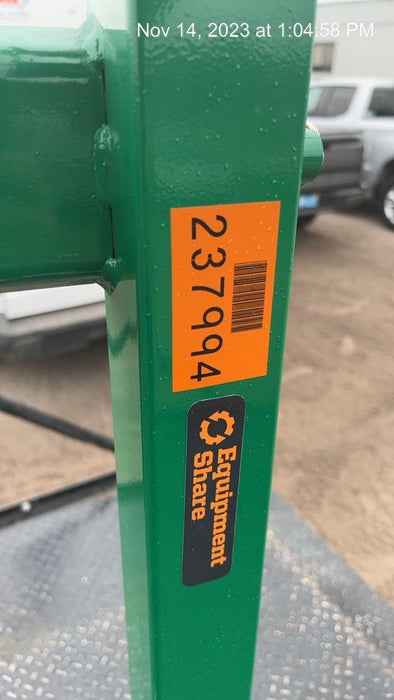 Nov 14, 2023 at 1:04:58 PM
237994
Equipment
Share